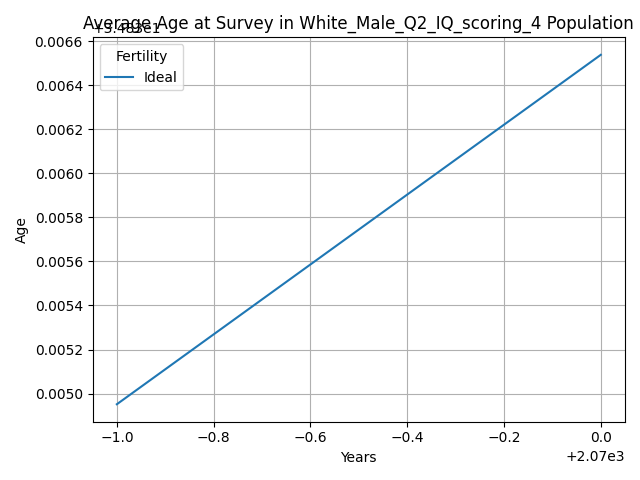 Average Age at Survey in White_Male_Q2_IQ_scoring_4 Population
0.0066
0.0064
0.0062
0.0060
0.0058
0.0056
0.0054
0.0052
0.0050
Age
Fertility
Ideal
−1.0 −0.8 −0.6 −0.4 −0.2 0.0
Years
+2.07e3